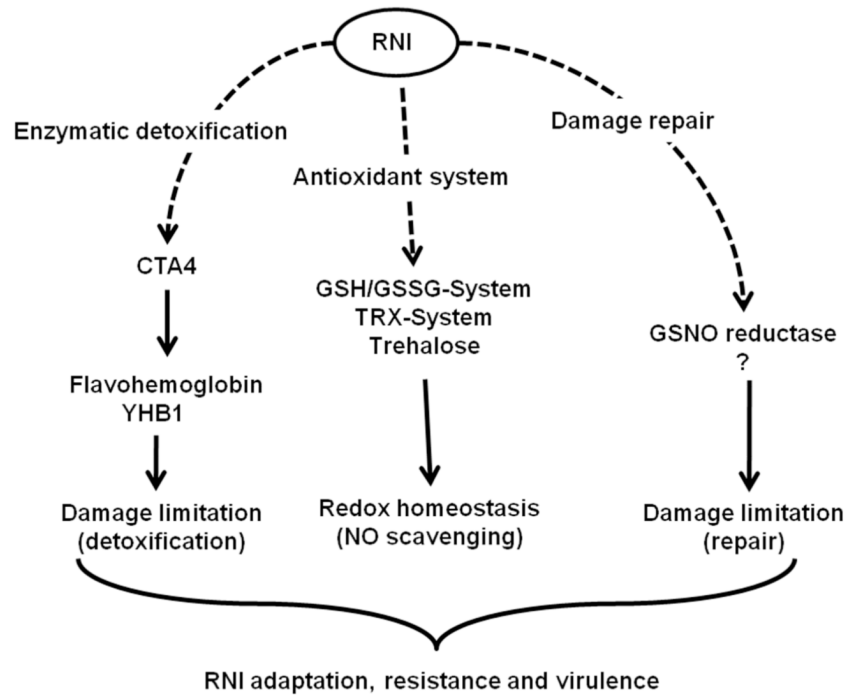 RNI
Enzymatic detoxification
Damage repair
Antioxidant system
CTA4
GSH/GSSG-System
TRX-System
Trehalose
GSNO reductase
?
Flavohemoglobin
YHB1
Damage limitation
(detoxification)
Redox homeostasis
(NO scavenging)
Damage limitation
(repair)
RNI adaptation, resistance and virulence